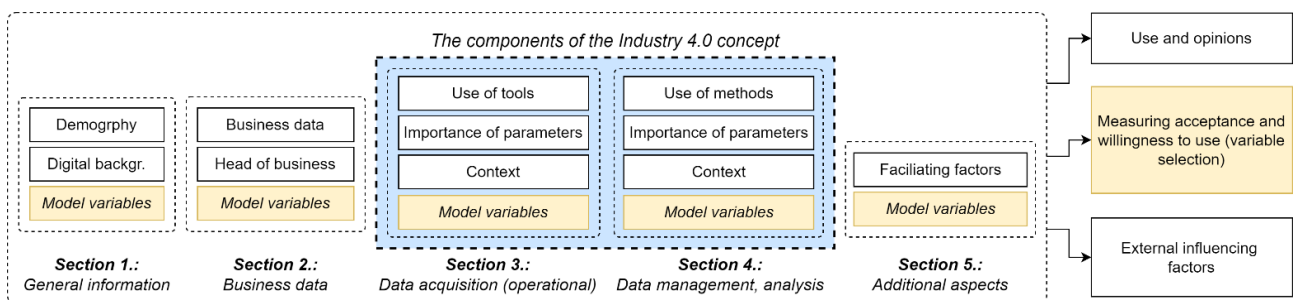 The components of the Industry 4.0 concept
Demogrphy
Digital backgr.
Model variables
Section 1.:
General information
Business data
Head of business
Model variables
Section 2.:
Business data
Use of tools
Importance of parameters
Context
Model variables
Section 3.:
Data acquisition (operational)
Use of methods
Importance of parameters
Context
Model variables
Section 4.:
Data management, analysis
Faciliating factors
Model variables
Section 5.:
Additional aspects
Use and opinions
Measuring acceptance and
willingness to use (variable
selection)
External influencing
factors